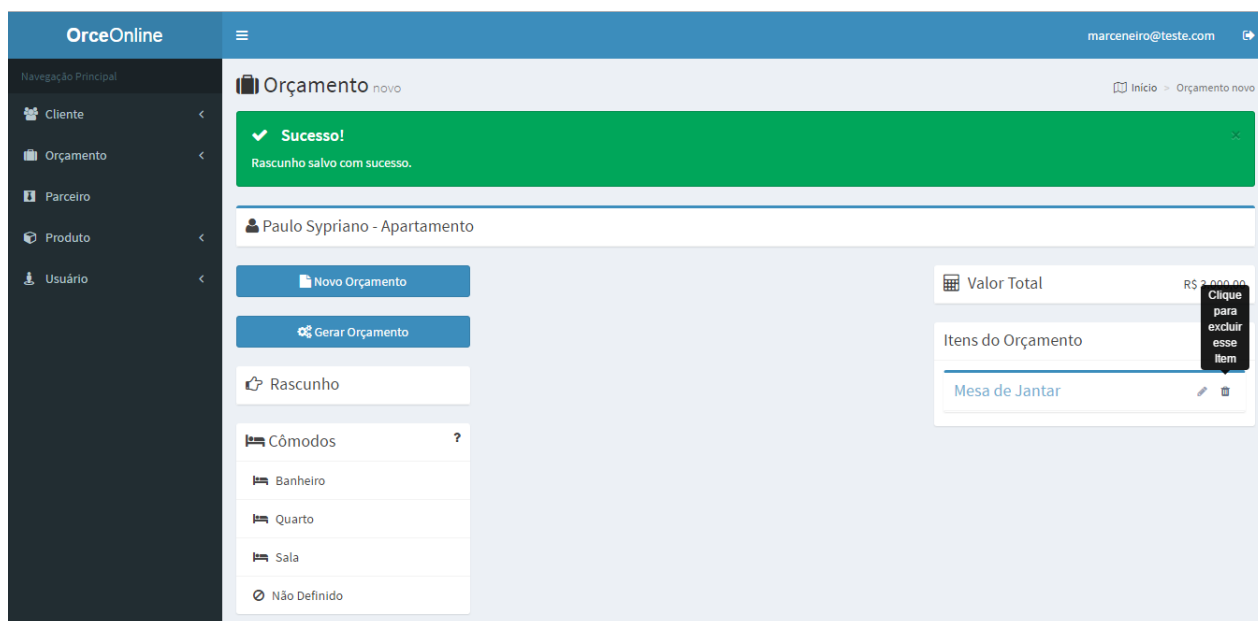 OrceOnline
marceneiro@teste.com
Navegação Principal
Cliente
Orçamento
Parceiro
Produto
Usuário
Orçamento novo
Início > Orçamento novo
Sucesso!
×
Rascunho salvo com sucesso.
Paulo Sypriano - Apartamento
Novo Orçamento
Gerar Orçamento
Rascunho
Cômodos
?
Banheiro
Quarto
Sala
Não Definido
Valor Total
R$
Clique
para
excluir
esse
Item
Itens do Orçamento
Mesa de Jantar